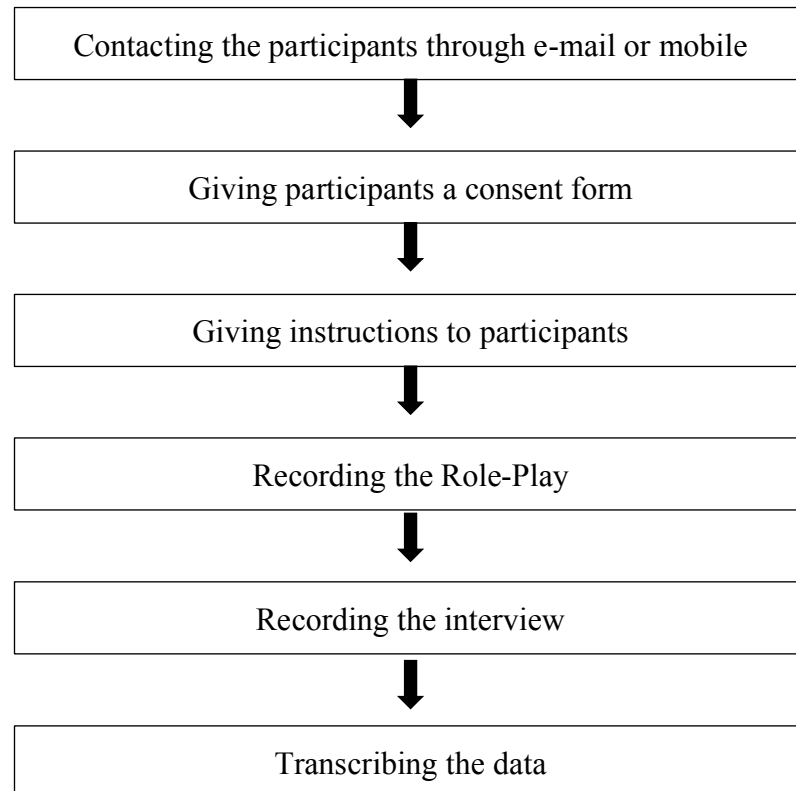 Contacting the participants through e-mail or mobile
Giving participants a consent form
Giving instructions to participants
Recording the Role-Play
Recording the interview
Transcribing the data